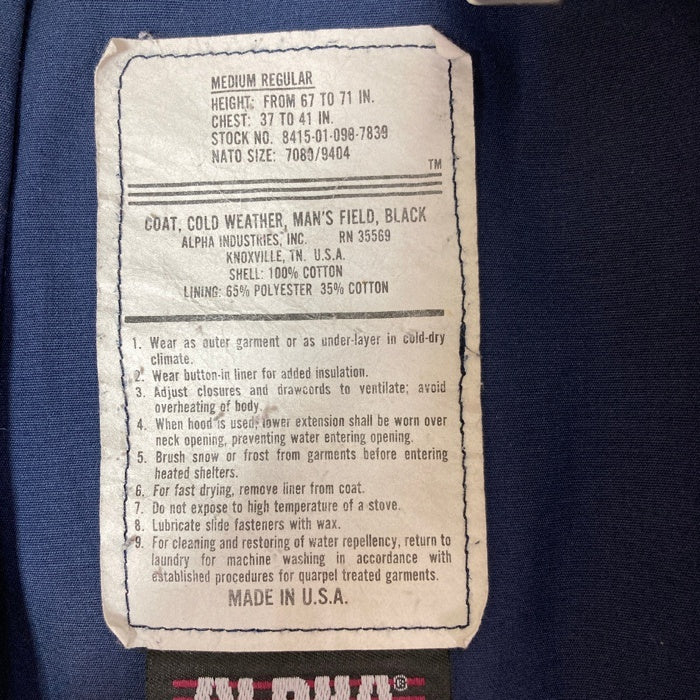 MEDIUM REGULAR
HEIGHT: FROM 67 TO 71 IN.
CHEST: 37 TO 41 IN.
STOCK NO. 8415-01-098-7839
NATO SIZE: 7080/9404
TM
COAT, COLD WEATHER, MAN'S FIELD, BLACK
ALPHA INDUSTRIES, INC. RN 35569
KNOXVILLE, TN. U.S.A.
SHELL: 100% COTTON
LINING: 65% POLYESTER 35% COTTON
1. Wear as outer garment or as under-layer in cold-dry
climate.
2. Wear button-in liner for added insulation.
3. Adjust closures and drawcords to ventilate; avoid
overheating of body.
4. When hood is used, lower extension shall be worn over
neck opening, preventing water entering opening.
5. Brush snow or frost from garments before entering
heated shelters.
6. For fast drying, remove liner from coat.
7. Do not expose to high temperature of a stove.
8. Lubricate slide fasteners with wax.
9. For cleaning and restoring of water repellency, return to
laundry for machine washing in accordance with
established procedures for quarpel treated garments.
MADE IN U.S.A.
ALPHA®